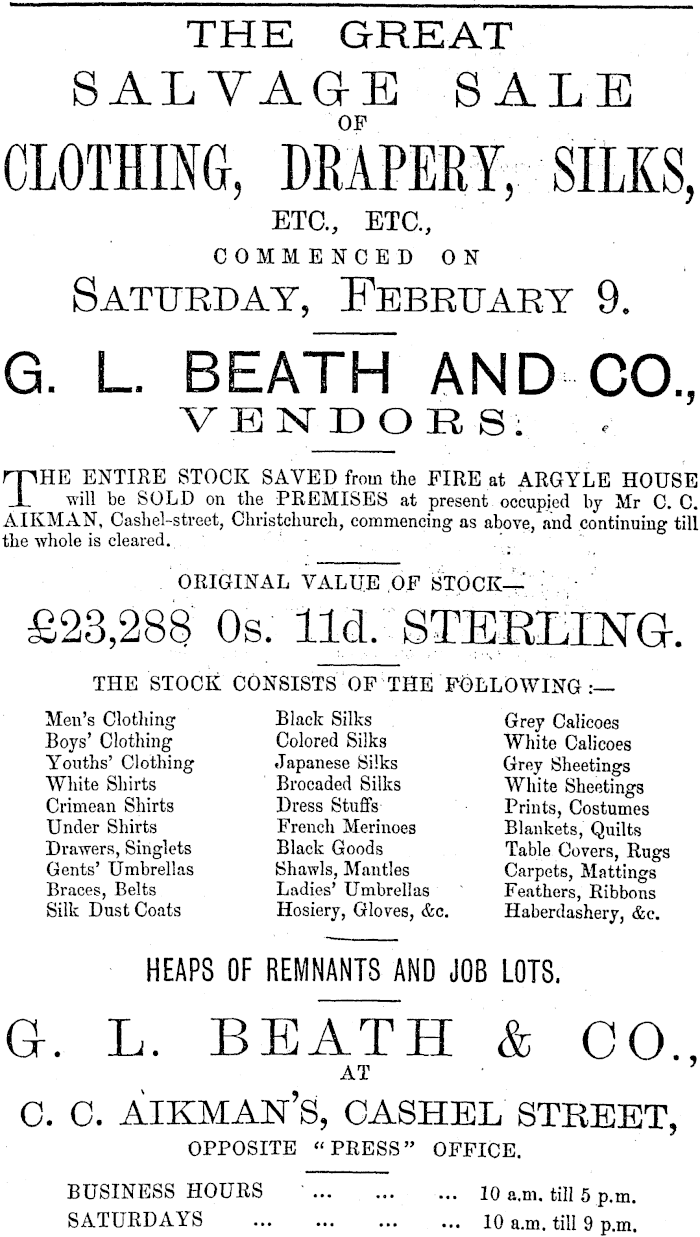 THE GREAT
SALVAGE SALE
OF
CLOTHING, DRAPERY, SILKS,
ETC., ETC.,
COMMENCED ON
SATURDAY, FEBRUARY 9.
G. L. BEATH AND CO.,
VENDORS.
THE ENTIRE STOCK SAVED from the FIRE at ARGYLE HOUSE
will be SOLD on the PREMISES at present occupied by Mr C. C.
AIKMAN, Cashel-street, Christchurch, commencing as above, and continuing till
the whole is cleared.
ORIGINAL VALUE OF STOCK—
£23,288 0s. 11d. STERLING.
THE STOCK CONSISTS OF THE FOLLOWING :—
Men's Clothing
Boys' Clothing
Youths' Clothing
White Shirts
Crimean Shirts
Under Shirts
Drawers, Singlets
Gents' Umbrellas
Braces, Belts
Silk Dust Coats
Black Silks
Colored Silks
Japanese Silks
Brocaded Silks
Dress Stuffs
French Merinoes
Black Goods
Shawls, Mantles
Ladies' Umbrellas
Hosiery, Gloves, &c.
Grey Calicoes
White Calicoes
Grey Sheetings
White Sheetings
Prints, Costumes
Blankets, Quilts
Table Covers, Rugs
Carpets, Mattings
Feathers, Ribbons
Haberdashery, &c.
HEAPS OF REMNANTS AND JOB LOTS.
G. L. BEATH & CO.,
AT
C. C. AIKMAN'S, CASHEL STREET,
OPPOSITE "PRESS" OFFICE.
BUSINESS HOURS ... ... ... 10 a.m. till 5 p.m.
SATURDAYS ... ... ... ... 10 a.m. till 9 p.m.